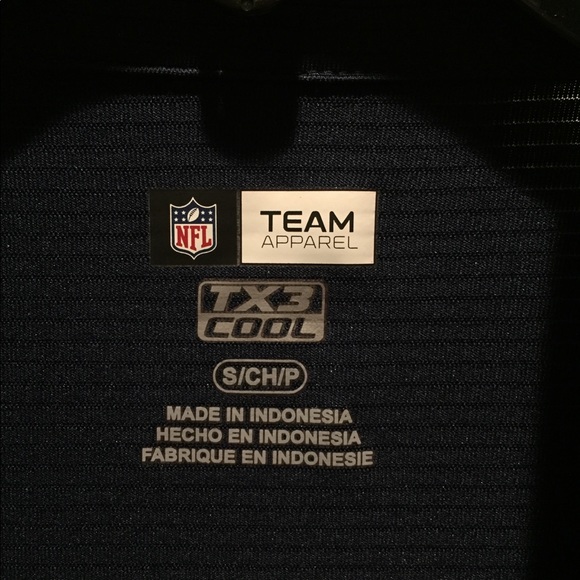 NFL
TEAM
APPAREL
TX3
COOL
S/CH/P
MADE IN INDONESIA
HECHO EN INDONESIA
FABRIQUE EN INDONESIE